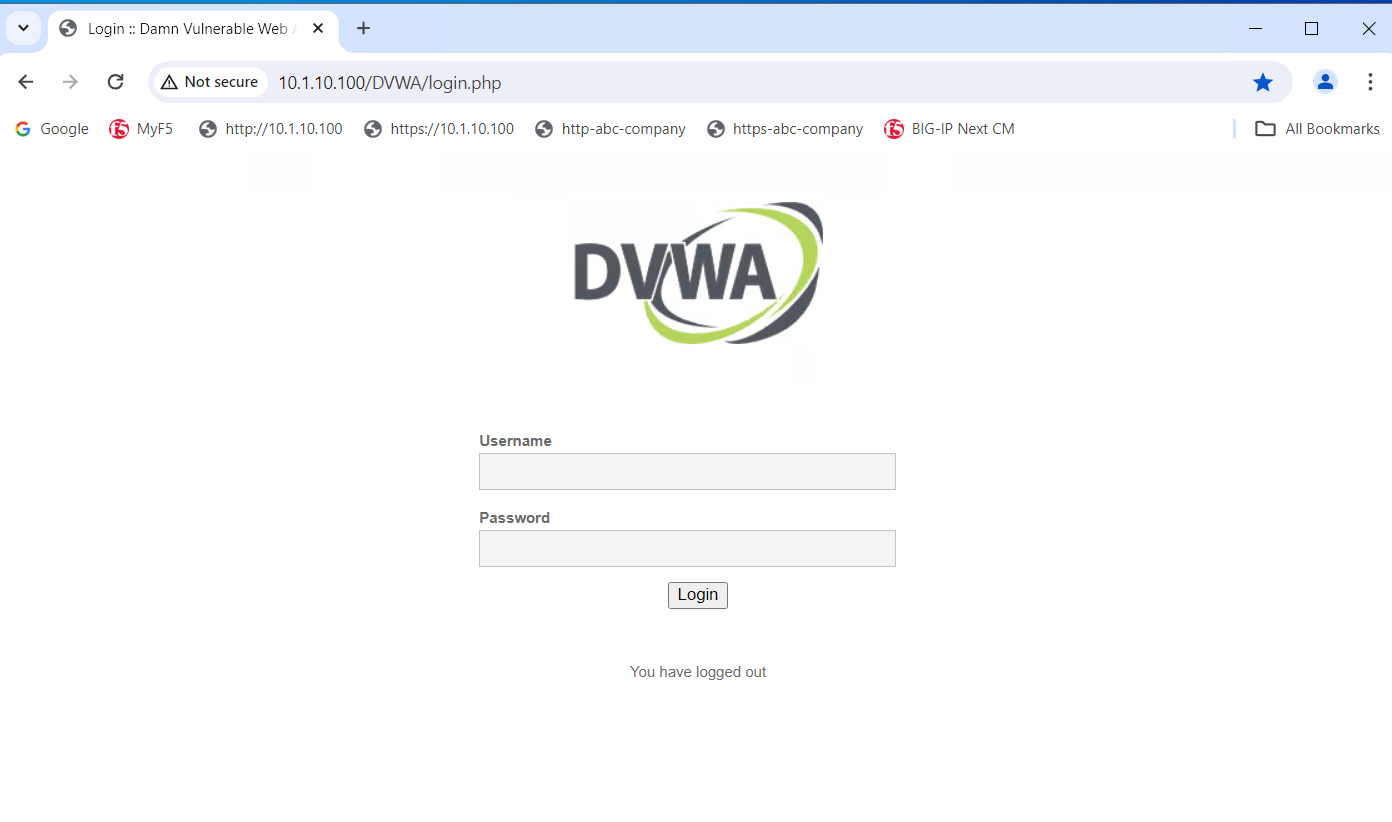 Login :: Damn Vulnerable Web
Not secure 10.1.10.100/DVWA/login.php
Google MyF5 http://10.1.10.100 https://10.1.10.100 http-abc-company https-abc-company BIG-IP Next CM All Bookmarks
DVWA
Username
Password
Login
You have logged out